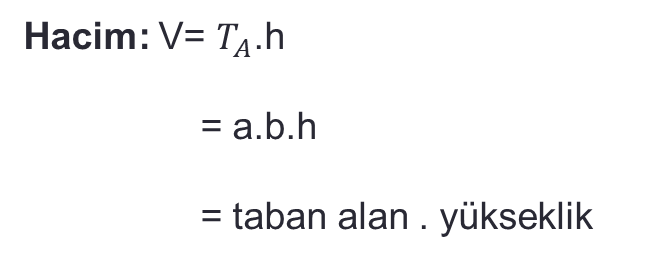 Hacim: V= T_A.h
= a.b.h
= taban alan . yükseklik